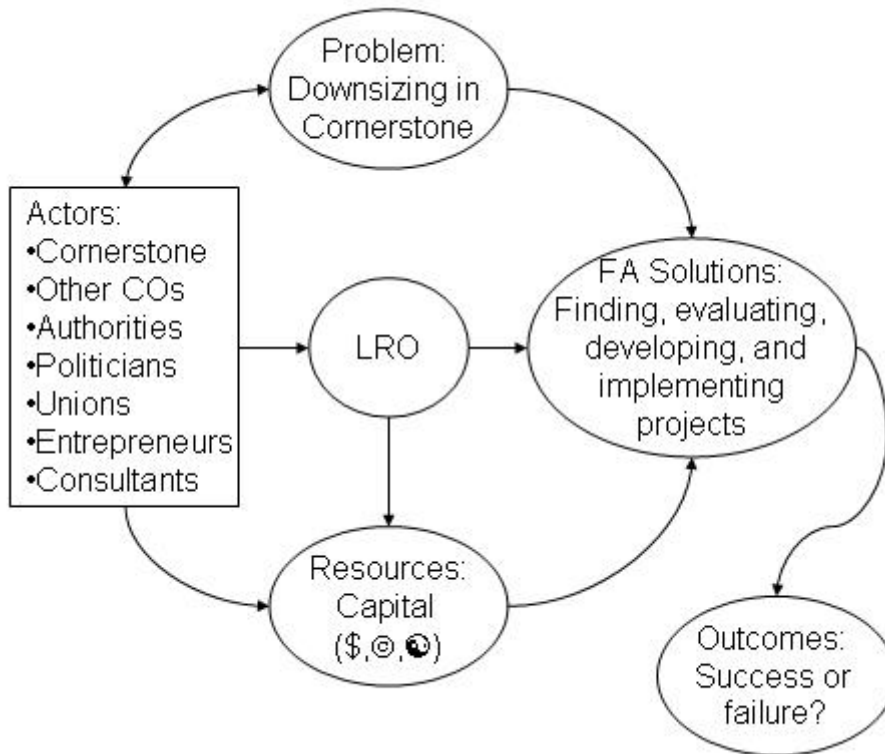 Problem:
Downsizing in
Cornerstone
Actors:
•Cornerstone
•Other COs
•Authorities
•Politicians
•Unions
•Entrepreneurs
•Consultants
LRO
FA Solutions:
Finding, evaluating,
developing, and
implementing
projects
Resources:
Capital
($,©,☯)
Outcomes:
Success or
failure?